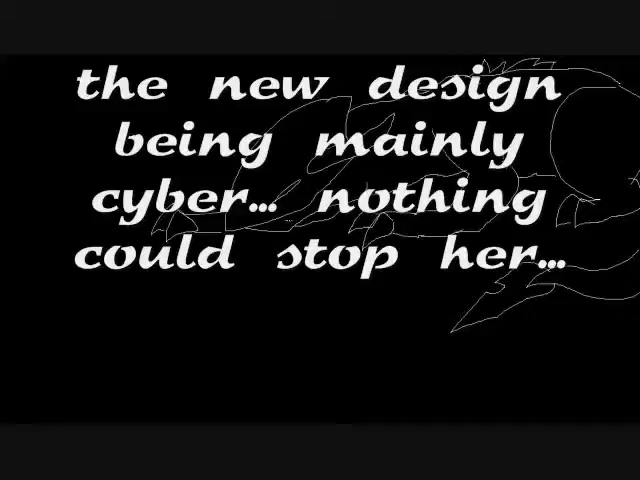 the new design
being mainly
cyber... nothing
could stop her...